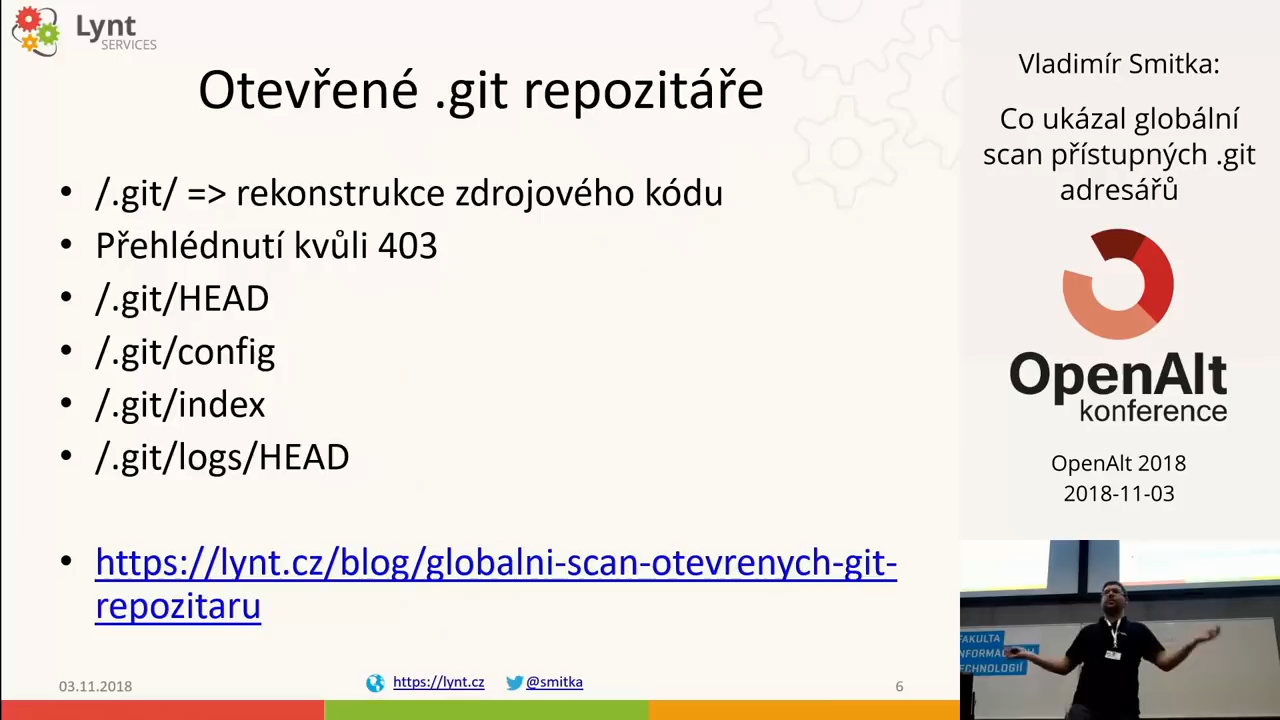 Lynt
SERVICES
Otevřené .git repozitáře
• /.git/ => rekonstrukce zdrojového kódu
• Přehlédnutí kvůli 403
• /.git/HEAD
• /.git/config
• /.git/index
• /.git/logs/HEAD
• https://lynt.cz/blog/globalni-scan-otevrenych-git-
repozitaru
03.11.2018
https://lynt.cz
@smitka
6
Vladimír Smitka:
Co ukázal globální
scan přístupných .git
adresářů
OpenAlt
konference
OpenAlt 2018
2018-11-03
FAKULTA
INFORMAČNÍCH
TECHNOLOGIÍ